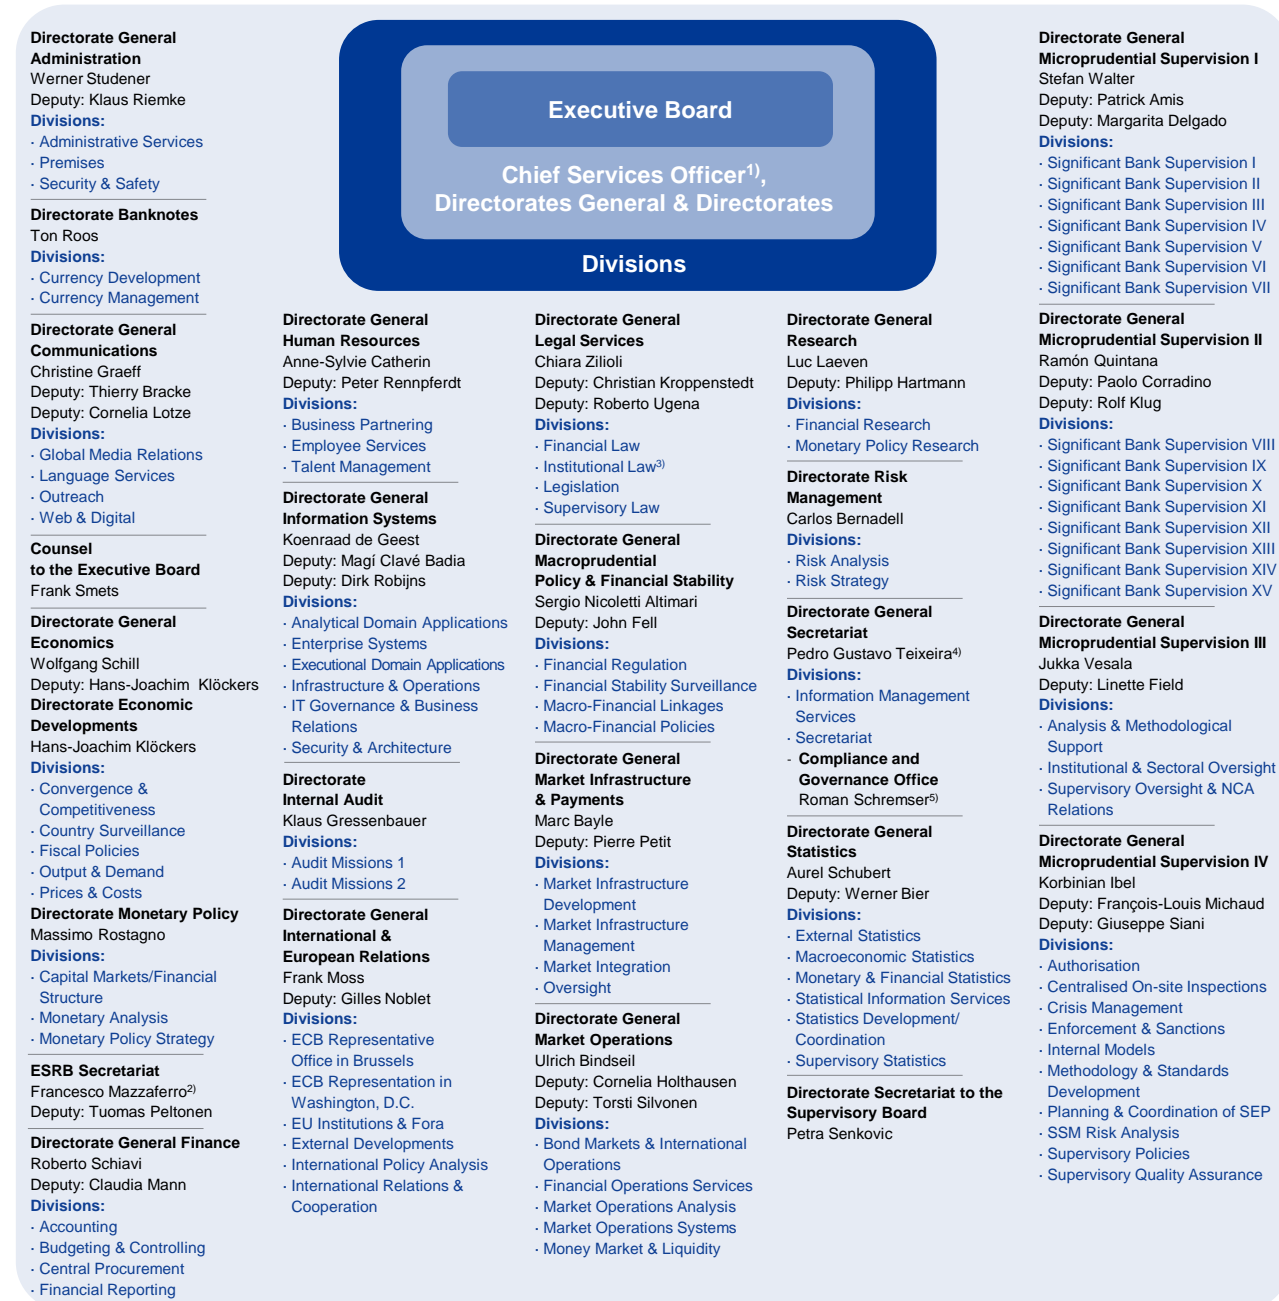 Directorate General
Administration
Werner Studener
Deputy: Klaus Riemke
Divisions:
· Administrative Services
· Premises
· Security & Safety
Directorate Banknotes
Ton Roos
Divisions:
· Currency Development
· Currency Management
Directorate General
Communications
Christine Graeff
Deputy: Thierry Bracke
Deputy: Cornelia Lotze
Divisions:
· Global Media Relations
· Language Services
· Outreach
· Web & Digital
Counsel
to the Executive Board
Frank Smets
Directorate General
Economics
Wolfgang Schill
Deputy: Hans-Joachim Klöckers
Directorate Economic
Developments
Hans-Joachim Klöckers
Divisions:
· Convergence &
Competitiveness
· Country Surveillance
· Fiscal Policies
· Output & Demand
· Prices & Costs
Directorate Monetary Policy
Massimo Rostagno
Divisions:
· Capital Markets/Financial
Structure
· Monetary Analysis
· Monetary Policy Strategy
ESRB Secretariat
Francesco Mazzaferro2)
Deputy: Tuomas Peltonen
Directorate General Finance
Roberto Schiavi
Deputy: Claudia Mann
Divisions:
· Accounting
· Budgeting & Controlling
· Central Procurement
· Financial Reporting
Executive Board
Chief Services Officer1),
Directorates General & Directorates
Divisions
Directorate General
Human Resources
Anne-Sylvie Catherin
Deputy: Peter Rennpferdt
Divisions:
· Business Partnering
· Employee Services
· Talent Management
Directorate General
Information Systems
Koenraad de Geest
Deputy: Magí Clavé Badia
Deputy: Dirk Robijns
Divisions:
· Analytical Domain Applications
· Enterprise Systems
· Executional Domain Applications
· Infrastructure & Operations
· IT Governance & Business
Relations
· Security & Architecture
Directorate
Internal Audit
Klaus Gressenbauer
Divisions:
· Audit Missions 1
· Audit Missions 2
Directorate General
International &
European Relations
Frank Moss
Deputy: Gilles Noblet
Divisions:
· ECB Representative
Office in Brussels
· ECB Representation in
Washington, D.C.
· EU Institutions & Fora
· External Developments
· International Policy Analysis
· International Relations &
Cooperation
Directorate General
Legal Services
Chiara Zilioli
Deputy: Christian Kroppenstedt
Deputy: Roberto Ugena
Divisions:
· Financial Law
· Institutional Law3)
· Legislation
· Supervisory Law
Directorate General
Macroprudential
Policy & Financial Stability
Sergio Nicoletti Altimari
Deputy: John Fell
Divisions:
· Financial Regulation
· Financial Stability Surveillance
· Macro-Financial Linkages
· Macro-Financial Policies
Directorate General
Market Infrastructure
& Payments
Marc Bayle
Deputy: Pierre Petit
Divisions:
· Market Infrastructure
Development
· Market Infrastructure
Management
· Market Integration
· Oversight
Directorate General
Market Operations
Ulrich Bindseil
Deputy: Cornelia Holthausen
Deputy: Torsti Silvonen
Divisions:
· Bond Markets & International
Operations
· Financial Operations Services
· Market Operations Analysis
· Market Operations Systems
· Money Market & Liquidity
Directorate General
Research
Luc Laeven
Deputy: Philipp Hartmann
Divisions:
· Financial Research
· Monetary Policy Research
Directorate Risk
Management
Carlos Bernadell
Divisions:
· Risk Analysis
· Risk Strategy
Directorate General
Secretariat
Pedro Gustavo Teixeira4)
Divisions:
· Information Management
Services
· Secretariat
- Compliance and
Governance Office
Roman Schremser5)
Directorate General
Statistics
Aurel Schubert
Deputy: Werner Bier
Divisions:
· External Statistics
· Macroeconomic Statistics
· Monetary & Financial Statistics
· Statistical Information Services
· Statistics Development/
Coordination
· Supervisory Statistics
Directorate Secretariat to the
Supervisory Board
Petra Senkovic
Directorate General
Microprudential Supervision I
Stefan Walter
Deputy: Patrick Amis
Deputy: Margarita Delgado
Divisions:
· Significant Bank Supervision I
· Significant Bank Supervision II
· Significant Bank Supervision III
· Significant Bank Supervision IV
· Significant Bank Supervision V
· Significant Bank Supervision VI
· Significant Bank Supervision VII
Directorate General
Microprudential Supervision II
Ramón Quintana
Deputy: Paolo Corradino
Deputy: Rolf Klug
Divisions:
· Significant Bank Supervision VIII
· Significant Bank Supervision IX
· Significant Bank Supervision X
· Significant Bank Supervision XI
· Significant Bank Supervision XII
· Significant Bank Supervision XIII
· Significant Bank Supervision XIV
· Significant Bank Supervision XV
Directorate General
Microprudential Supervision III
Jukka Vesala
Deputy: Linette Field
Divisions:
· Analysis & Methodological
Support
· Institutional & Sectoral Oversight
· Supervisory Oversight & NCA
Relations
Directorate General
Microprudential Supervision IV
Korbinian Ibel
Deputy: François-Louis Michaud
Deputy: Giuseppe Siani
Divisions:
· Authorisation
· Centralised On-site Inspections
· Crisis Management
· Enforcement & Sanctions
· Internal Models
· Methodology & Standards
Development
· Planning & Coordination of SEP
· SSM Risk Analysis
· Supervisory Policies
· Supervisory Quality Assurance